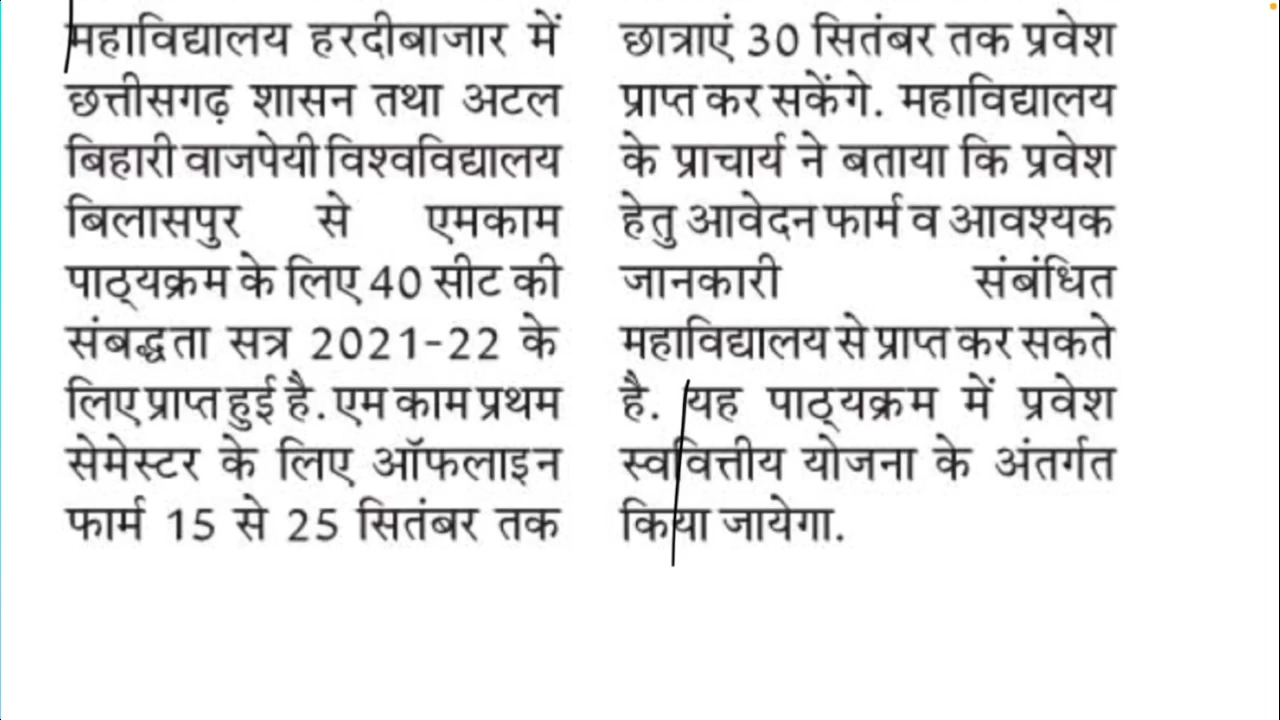 महाविद्यालय हरदीबाजार में
छत्तीसगढ़ शासन तथा अटल
बिहारी वाजपेयी विश्वविद्यालय
बिलासपुर से एमकाम
पाठ्यक्रम के लिए 40 सीट की
संबद्धता सत्र 2021-22 के
लिए प्राप्त हुई है. एम काम प्रथम
सेमेस्टर के लिए ऑफलाइन
फार्म 15 से 25 सितंबर तक
छात्राएं 30 सितंबर तक प्रवेश
प्राप्त कर सकेंगे. महाविद्यालय
के प्राचार्य ने बताया कि प्रवेश
हेतु आवेदन फार्म व आवश्यक
जानकारी संबंधित
महाविद्यालय से प्राप्त कर सकते
है. यह पाठ्यक्रम में प्रवेश
स्ववित्तीय योजना के अंतर्गत
किया जायेगा.